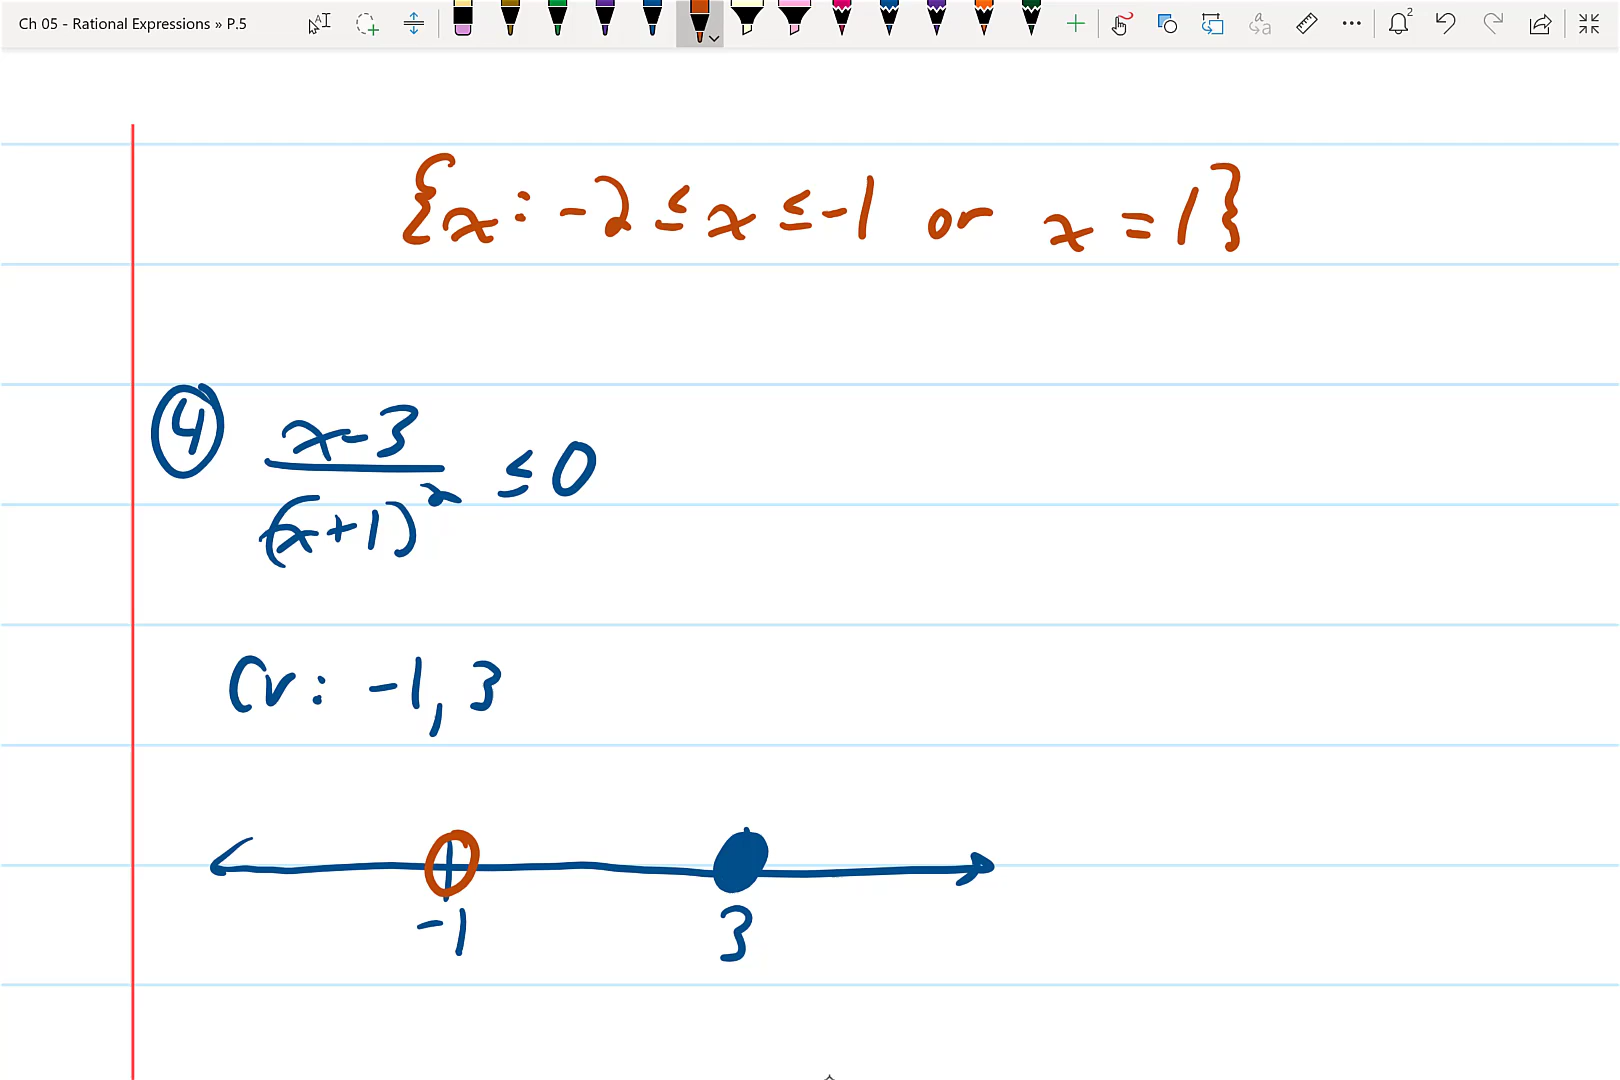 Ch 05 - Rational Expressions » P.5
2
{x: -2 ≤ x ≤ -1 or x = 1}
④ x-3 / (x+1)² ≤ 0
CV: -1, 3
-1 3